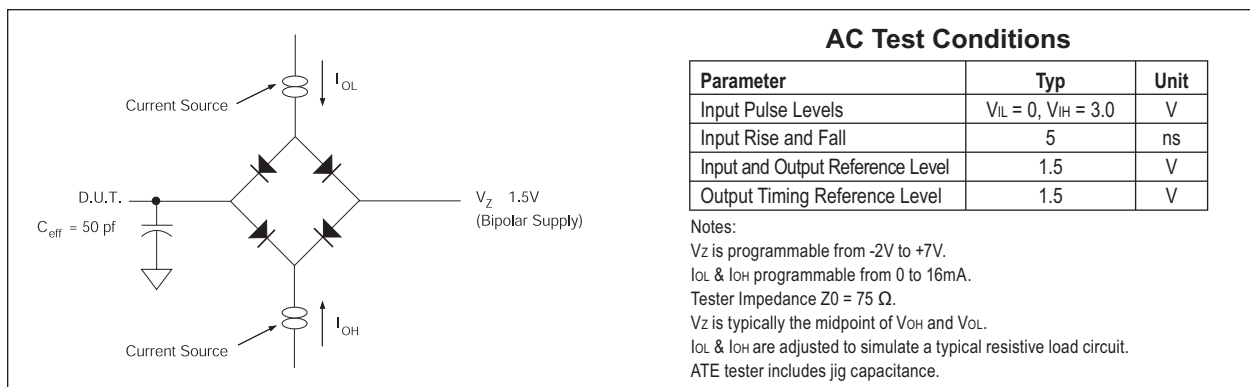 Current Source
IOL
D.U.T.
Ceff = 50 pf
VZ 1.5V
(Bipolar Supply)
IOH
Current Source
AC Test Conditions
Parameter Typ Unit
Input Pulse Levels VIL = 0, VIH = 3.0 V
Input Rise and Fall 5 ns
Input and Output Reference Level 1.5 V
Output Timing Reference Level 1.5 V
Notes:
VZ is programmable from -2V to +7V.
IOL & IOH programmable from 0 to 16mA.
Tester Impedance Z0 = 75 Ω.
VZ is typically the midpoint of VOH and VOL.
IOL & IOH are adjusted to simulate a typical resistive load circuit.
ATE tester includes jig capacitance.